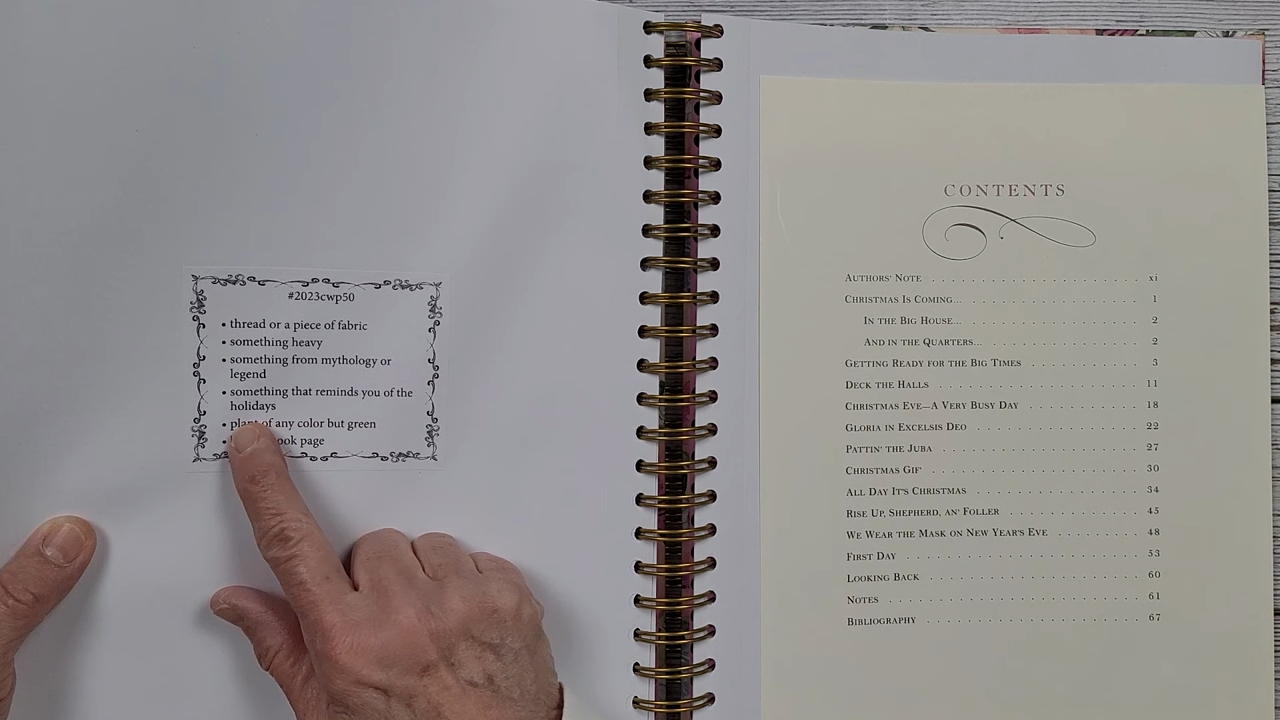 #2023cwp50
• thread or a piece of fabric
• something heavy
• something from mythology or
legend
something that reminds you of the
holidays
of any color but green
page
CONTENTS
AUTHORS' NOTE . . . . . . . . . . . . . . . . . . . . xi
CHRISTMAS IS COMING . . . . . . . . . . . . . . . . . 1
IN THE BIG HOUSE... . . . . . . . . . . . . . . . . 2
AND IN THE QUARTERS... . . . . . . . . . . . . . . 2
GETTING READY FOR THE BIG TIMES . . . . . . . . . . 3
DECK THE HALLS . . . . . . . . . . . . . . . . . . . 11
CHRISTMAS EVE—A VERY BUSY DAY . . . . . . . . . . 18
GLORIA IN EXCELSIS DEO . . . . . . . . . . . . . . . 22
PATTIN' THE JUBA . . . . . . . . . . . . . . . . . . 27
CHRISTMAS GIF' . . . . . . . . . . . . . . . . . . . 30
ALL DAY IT'S CHRISTMAS . . . . . . . . . . . . . . . 34
RISE UP, SHEPHERD, AN' FOLLER . . . . . . . . . . . 45
WE WEAR THE MASK ON NEW YEAR'S EVE . . . . . . . 48
FIRST DAY . . . . . . . . . . . . . . . . . . . . . . 53
LOOKING BACK . . . . . . . . . . . . . . . . . . . . 60
NOTES . . . . . . . . . . . . . . . . . . . . . . . . 61
BIBLIOGRAPHY . . . . . . . . . . . . . . . . . . . . 67